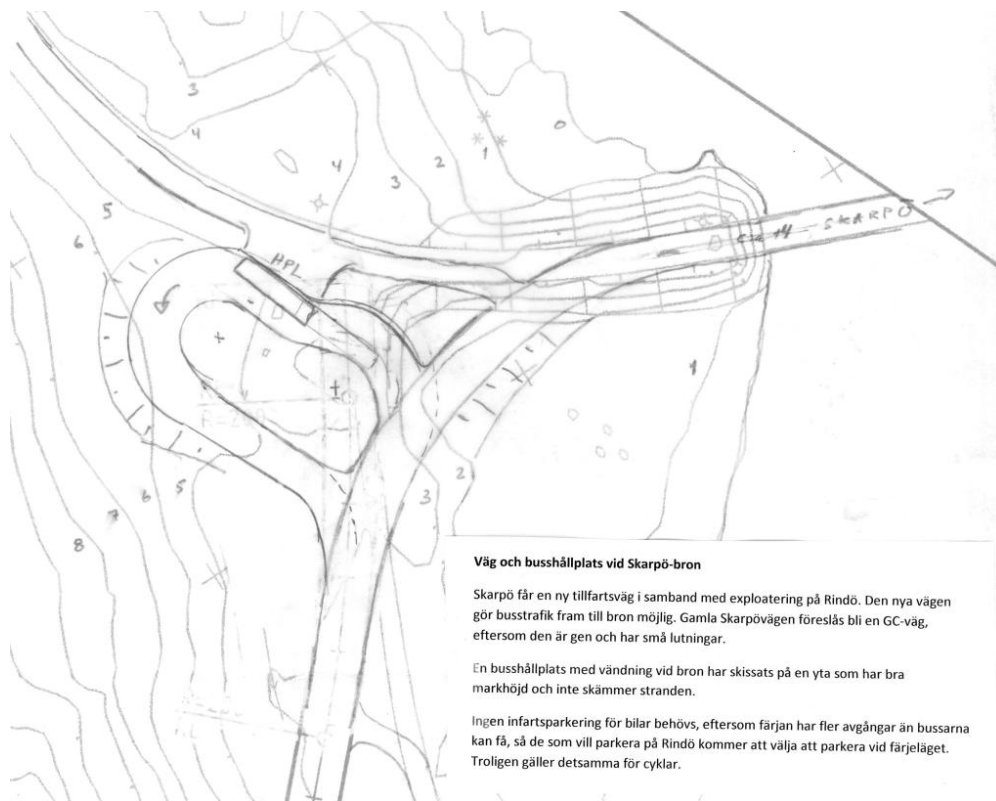 3
4
4
3
2
1
0
5
6
HPL
+4 SKARPÖ
1
R=200
2
3
5
6
7
8
Väg och busshållplats vid Skarpö-bron
Skarpö får en ny tillfartsväg i samband med exploatering på Rindö. Den nya vägen
gör busstrafik fram till bron möjlig. Gamla Skarpövägen föreslås bli en GC-väg,
eftersom den är gen och har små lutningar.
En busshållplats med vändning vid bron har skissats på en yta som har bra
markhöjd och inte skämmer stranden.
Ingen infartsparkering för bilar behövs, eftersom färjan har fler avgångar än bussarna
kan få, så de som vill parkera på Rindö kommer att välja att parkera vid färjeläget.
Troligen gäller detsamma för cyklar.